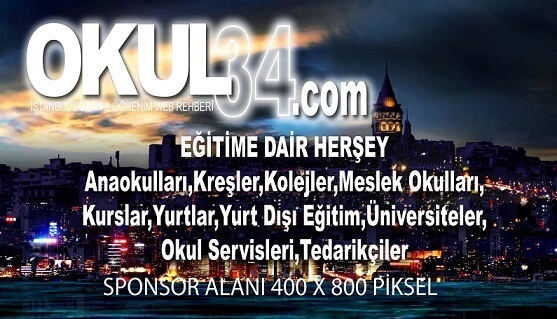 OKUL34.com
İSTANBUL EĞİTİM & ÖĞRENİM WEB REHBERİ
EĞİTİME DAİR HERŞEY
Anaokulları,Kreşler,Kolejler,Meslek Okulları,
Kurslar,Yurtlar,Yurt Dışı Eğitim,Üniversiteler,
Okul Servisleri,Tedarikçiler
SPONSOR ALANI 400 X 800 PİKSEL